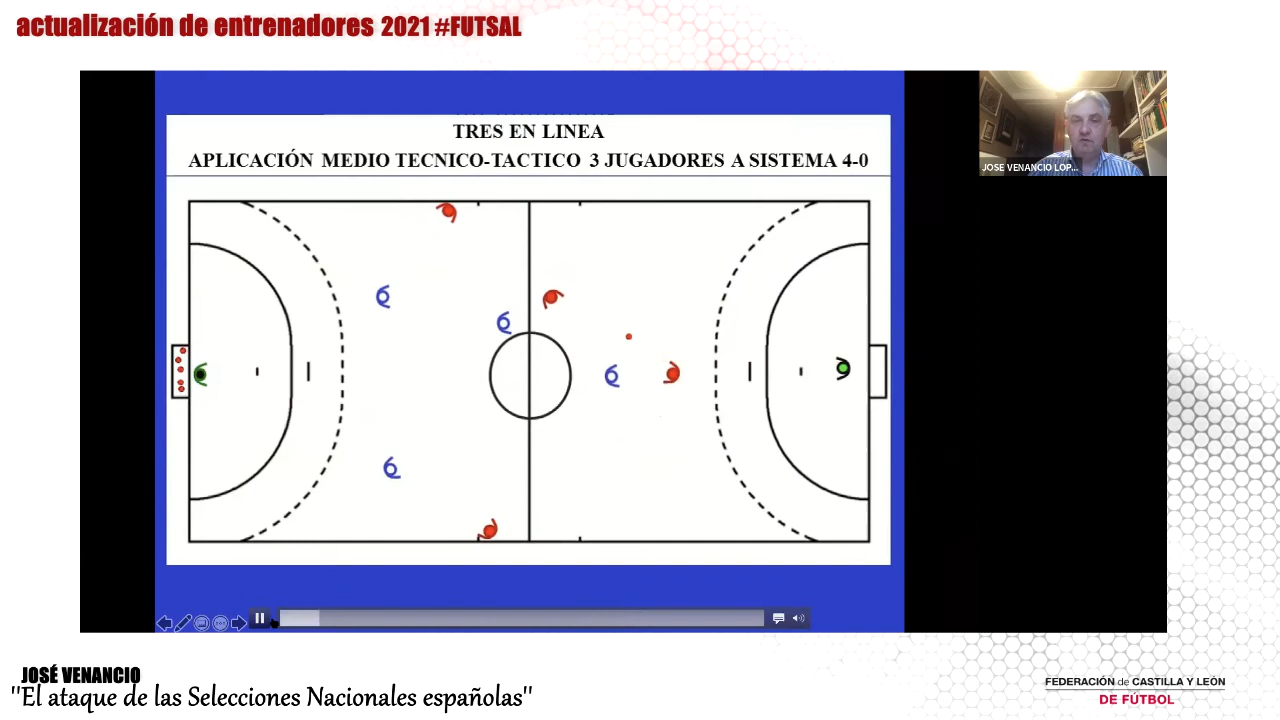 actualización de entrenadores 2021 #FUTSAL
TRES EN LINEA
APLICACIÓN MEDIO TECNICO-TACTICO 3 JUGADORES A SISTEMA 4-0
JOSE VENANCIO LOP...
JOSÉ VENANCIO
"El ataque de las Selecciones Nacionales españolas"
FEDERACIÓN de CASTILLA Y LEÓN
DE FÚTBOL